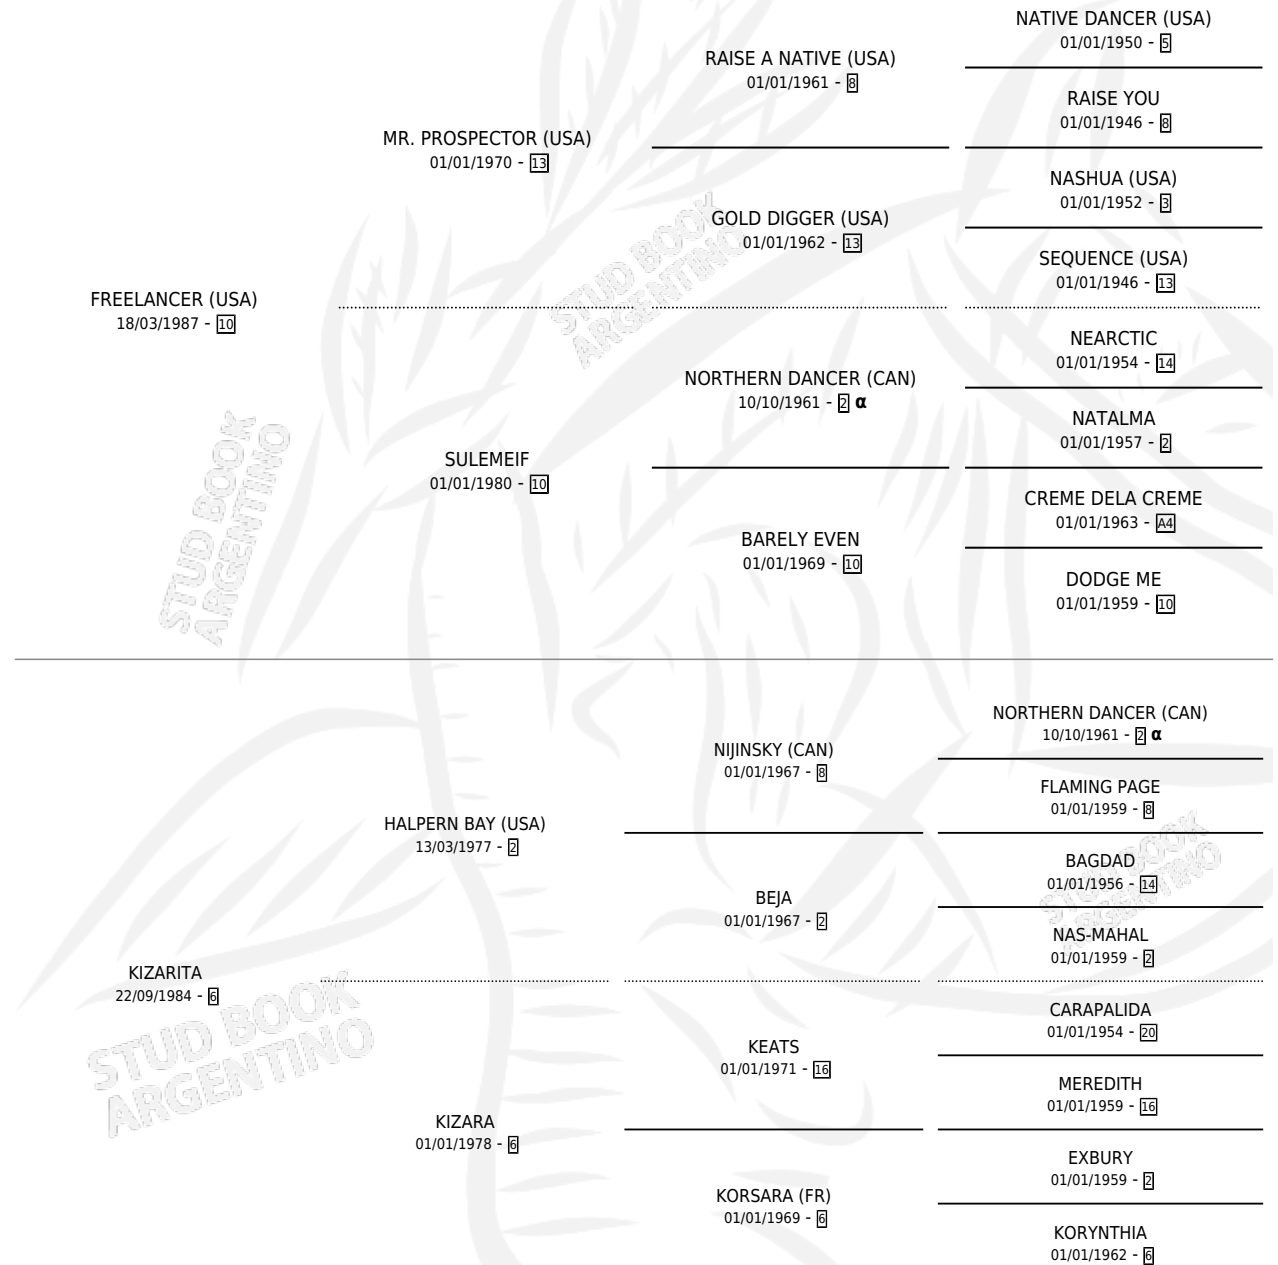 NATIVE DANCER (USA)
01/01/1950 - 5
RAISE A NATIVE (USA)
01/01/1961 - 8
RAISE YOU
01/01/1946 - 8
MR. PROSPECTOR (USA)
01/01/1970 - 13
NASHUA (USA)
01/01/1952 - 3
GOLD DIGGER (USA)
01/01/1962 - 13
SEQUENCE (USA)
01/01/1946 - 13
FREELANCER (USA)
18/03/1987 - 10
NEARCTIC
01/01/1954 - 14
NORTHERN DANCER (CAN)
10/10/1961 - 2 α
NATALMA
01/01/1957 - 2
SULEMEIF
01/01/1980 - 10
CREME DELA CREME
01/01/1963 - A4
BARELY EVEN
01/01/1969 - 10
DODGE ME
01/01/1959 - 10
NORTHERN DANCER (CAN)
10/10/1961 - 2 α
NIJINSKY (CAN)
01/01/1967 - 8
FLAMING PAGE
01/01/1959 - 8
HALPERN BAY (USA)
13/03/1977 - 2
BAGDAD
01/01/1956 - 14
BEJA
01/01/1967 - 2
NAS-MAHAL
01/01/1959 - 2
KIZARITA
22/09/1984 - 6
CARAPALIDA
01/01/1954 - 20
KEATS
01/01/1971 - 16
MEREDITH
01/01/1959 - 16
KIZARA
01/01/1978 - 6
EXBURY
01/01/1959 - 2
KORSARA (FR)
01/01/1969 - 6
KORYNTHIA
01/01/1962 - 6
STUD BOOK
ARGENTINO
STUD BOOK
ARGENTINO
STUD BOOK
ARGENTINO
STUD BOOK
ARGENTINO